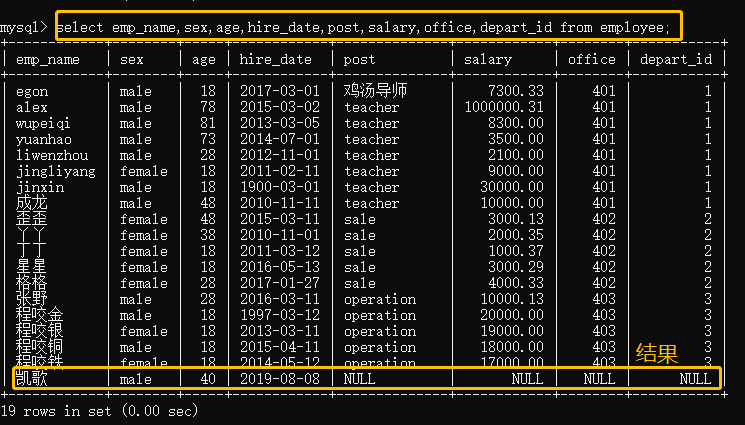 mysql> select emp_name,sex,age,hire_date,post,salary,office,depart_id from employee;
+------------+--------+-----+------------+-----------+------------+--------+-----------+
| emp_name | sex | age | hire_date | post | salary | office | depart_id |
| egon | male | 18 | 2017-03-01 | 鸡汤导师 | 7300.33 | 401 | 1 |
| alex | male | 78 | 2015-03-02 | teacher | 1000000.31 | 401 | 1 |
| wupeiqi | male | 81 | 2013-03-05 | teacher | 8300.00 | 401 | 1 |
| yuanhao | male | 73 | 2014-07-01 | teacher | 3500.00 | 401 | 1 |
| liwenzhou | male | 28 | 2012-11-01 | teacher | 2100.00 | 401 | 1 |
| jingliyang | female | 18 | 2011-02-11 | teacher | 9000.00 | 401 | 1 |
| jinxin | male | 18 | 1900-03-01 | teacher | 30000.00 | 401 | 1 |
| 成龙 | male | 48 | 2010-11-11 | teacher | 10000.00 | 401 | 1 |
| 歪歪 | female | 48 | 2015-03-11 | sale | 3000.13 | 402 | 2 |
| 丫丫 | female | 38 | 2010-11-01 | sale | 2000.35 | 402 | 2 |
| 丁丁 | female | 18 | 2011-03-12 | sale | 1000.37 | 402 | 2 |
| 星星 | female | 18 | 2016-05-13 | sale | 3000.29 | 402 | 2 |
| 格格 | female | 28 | 2017-01-27 | sale | 4000.33 | 402 | 2 |
| 张野 | male | 28 | 2016-03-11 | operation | 10000.13 | 403 | 3 |
| 程咬金 | male | 18 | 1997-03-12 | operation | 20000.00 | 403 | 3 |
| 程咬银 | female | 18 | 2013-03-11 | operation | 19000.00 | 403 | 3 |
| 程咬铜 | male | 18 | 2015-04-11 | operation | 18000.00 | 403 | 3 |
结果
| 程咬铁 | female | 18 | 2014-05-12 | operation | 17000.00 | 403 | 3 |
| 凯歌 | male | 40 | 2019-08-08 | NULL | NULL | NULL | NULL |
19 rows in set (0.00 sec)